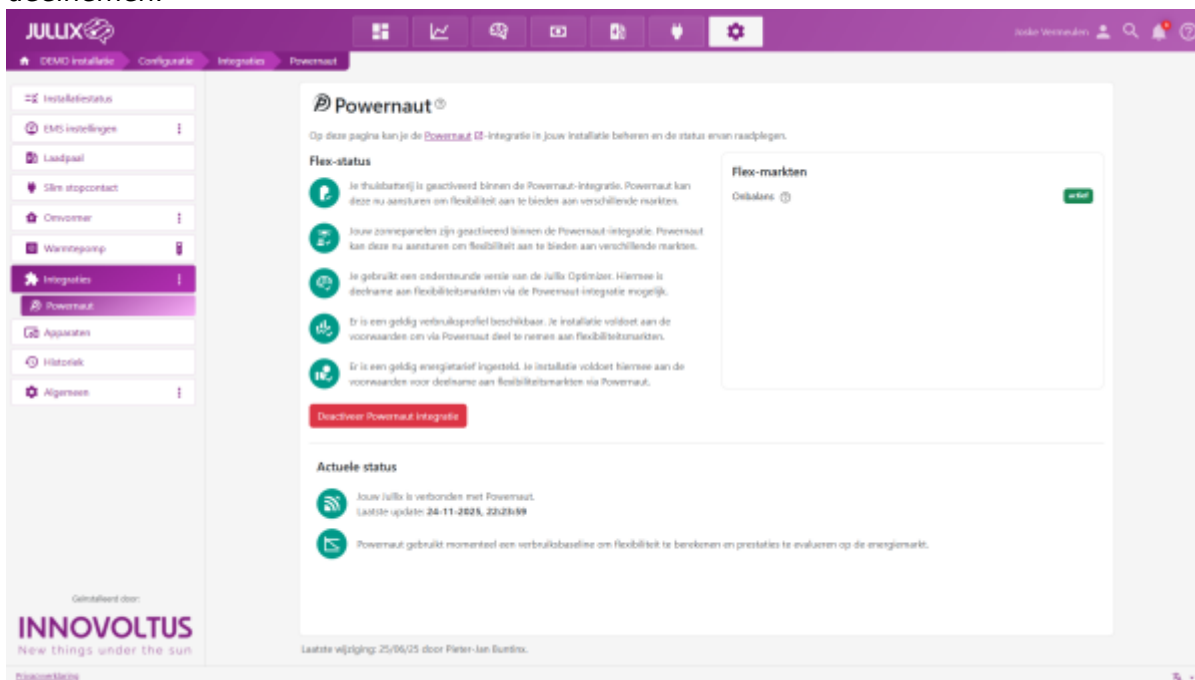 deelnemen.
JULLIX
Joske Vermeulen
DEMO installatie Configuratie Integraties Powernaut
Installatiestatus
EMS instellingen
Laadpaal
Slim stopcontact
Omvormer
Warmtepomp
Integraties
Powernaut
Apparaten
Historiek
Algemeen
Geïnstalleerd door:
INNOVOLTUS
New things under the sun
Privacyverklaring
Powernaut
Op deze pagina kan je de Powernaut-integratie in jouw installatie beheren en de status ervan raadplegen.
Flex-status
Je thuisbatterij is geactiveerd binnen de Powernaut-integratie. Powernaut kan
deze nu aansturen om flexibiliteit aan te bieden aan verschillende markten.
Jouw zonnepanelen zijn geactiveerd binnen de Powernaut-integratie. Powernaut
kan deze nu aansturen om flexibiliteit aan te bieden aan verschillende markten.
Je gebruikt een ondersteunde versie van de Jullix Optimizer. Hiermee is
deelname aan flexibiliteitsmarkten via de Powernaut-integratie mogelijk.
Er is een geldig verbruiksprofiel beschikbaar. Je installatie voldoet aan de
voorwaarden om via Powernaut deel te nemen aan flexibiliteitsmarkten.
Er is een geldig energietarief ingesteld. Je installatie voldoet hiermee aan de
voorwaarden voor deelname aan flexibiliteitsmarkten via Powernaut.
Deactiveer Powernaut integratie
Flex-markten
Onbalans
actief
Actuele status
Jouw Jullix is verbonden met Powernaut.
Laatste update: 24-11-2025, 22:23:59
Powernaut gebruikt momenteel een verbruiksbaseline om flexibiliteit te berekenen en prestaties te evalueren op de energiemarkt.
Laatste wijziging: 25/06/25 door Pieter-Jan Buntinx.